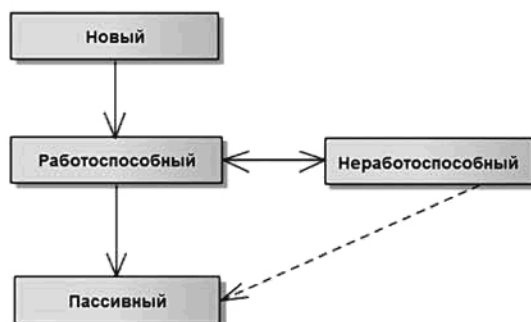 Новый
Работоспособный
Неработоспособный
Пассивный